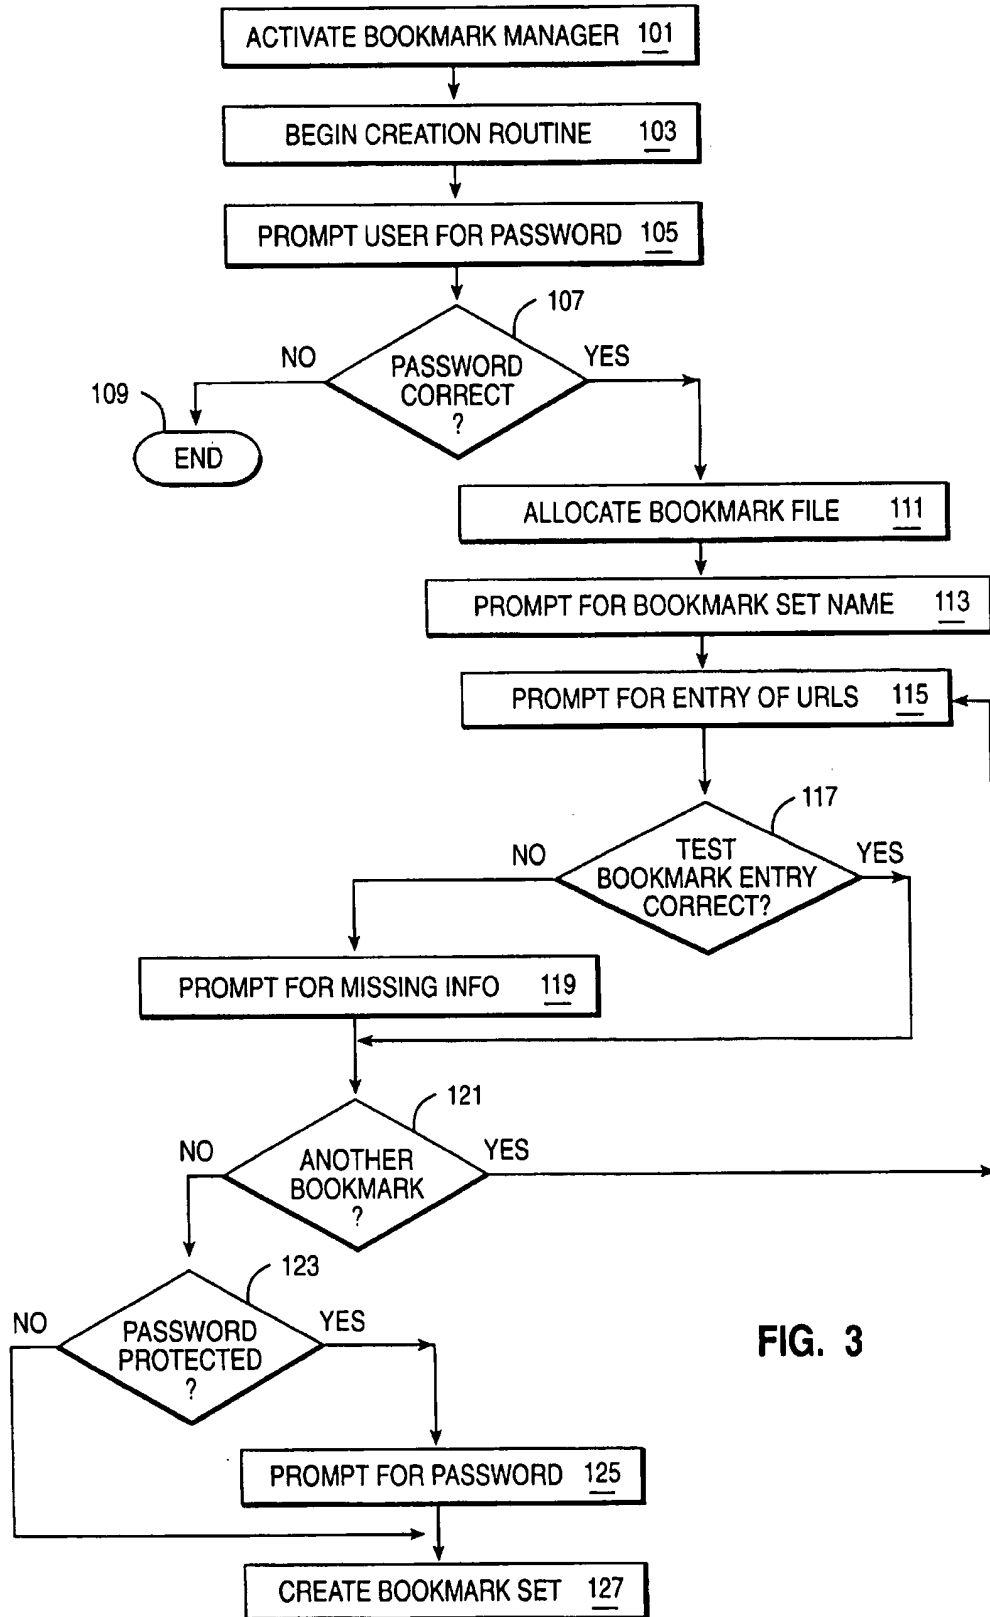 ACTIVATE BOOKMARK MANAGER 101
BEGIN CREATION ROUTINE 103
PROMPT USER FOR PASSWORD 105
107
NO
PASSWORD
CORRECT
?
YES
109
END
ALLOCATE BOOKMARK FILE 111
PROMPT FOR BOOKMARK SET NAME 113
PROMPT FOR ENTRY OF URLS 115
117
NO
TEST
BOOKMARK ENTRY
CORRECT?
YES
PROMPT FOR MISSING INFO 119
121
NO
ANOTHER
BOOKMARK
?
YES
123
NO
PASSWORD
PROTECTED
?
YES
FIG. 3
PROMPT FOR PASSWORD 125
CREATE BOOKMARK SET 127